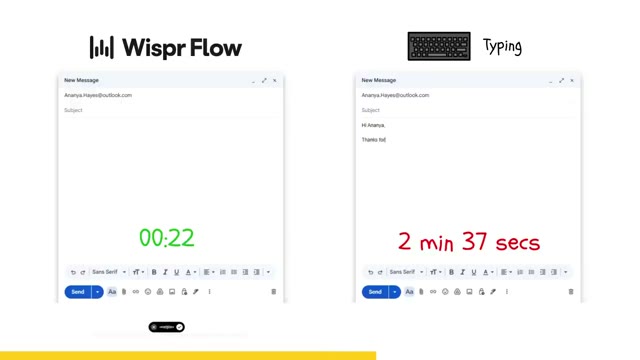 Wispr Flow
New Message
Ananya.Hayes@outlook.com
Subject
00:22
Sans Serif
Send
Typing
New Message
Ananya.Hayes@outlook.com
Subject
Hi Ananya,
Thanks for
2 min 37 secs
Sans Serif
Send